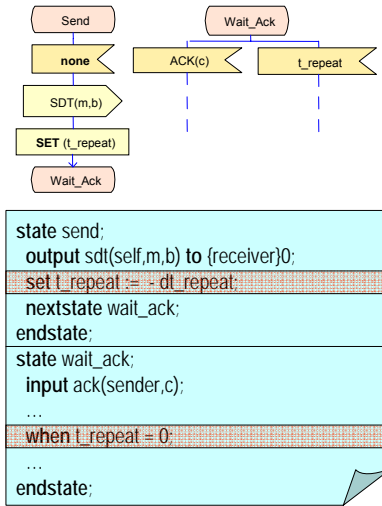 Send
none
SDT(m,b)
SET (t_repeat)
Wait_Ack
Wait_Ack
ACK(c)
t_repeat
state send;
output sdt(self,m,b) to {receiver}0;
set t_repeat := - dt_repeat;
nextstate wait_ack;
endstate;
state wait_ack;
input ack(sender,c);
...
when t_repeat = 0;
...
endstate;